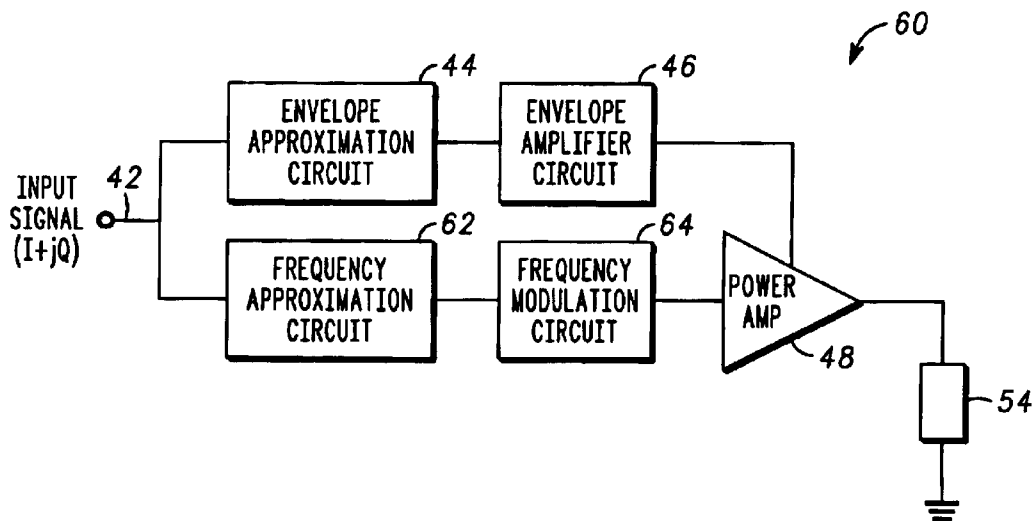 60
44
ENVELOPE
APPROXIMATION
CIRCUIT
46
ENVELOPE
AMPLIFIER
CIRCUIT
INPUT
SIGNAL
(I+jQ)
42
62
FREQUENCY
APPROXIMATION
CIRCUIT
64
FREQUENCY
MODULATION
CIRCUIT
POWER
AMP
48
54